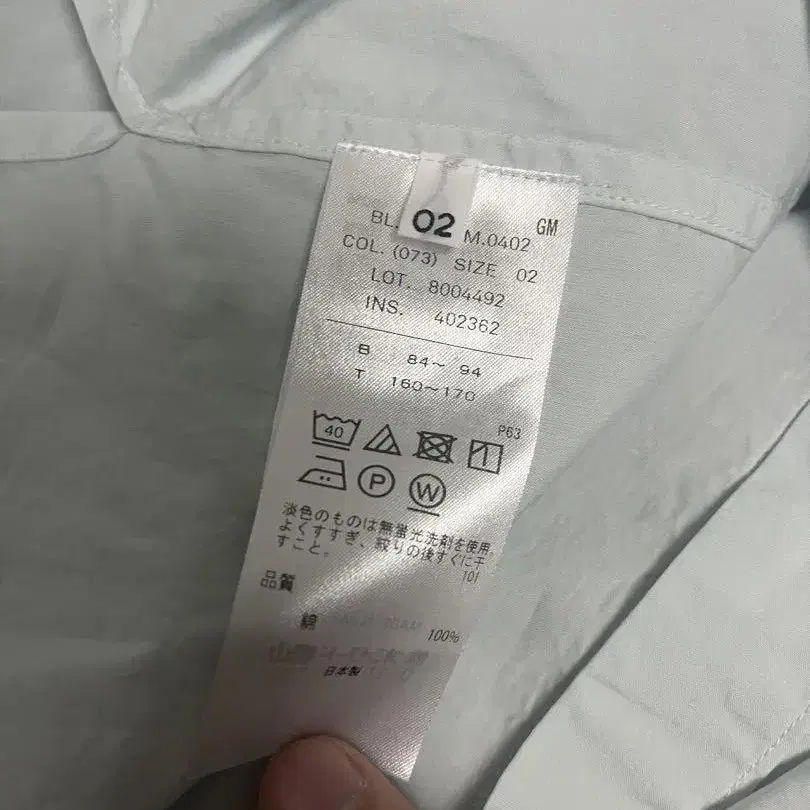 02
GM
BL. M.0402
COL. (073) SIZE 02
LOT. 8004492
INS. 402362
B 84~ 94
T 160~170
P63
40
P
W
淡色のものは無蛍光洗剤を使用。
よくすすぎ、絞りの後すぐに干
すこと。
101
品質
綿 100%
日本製